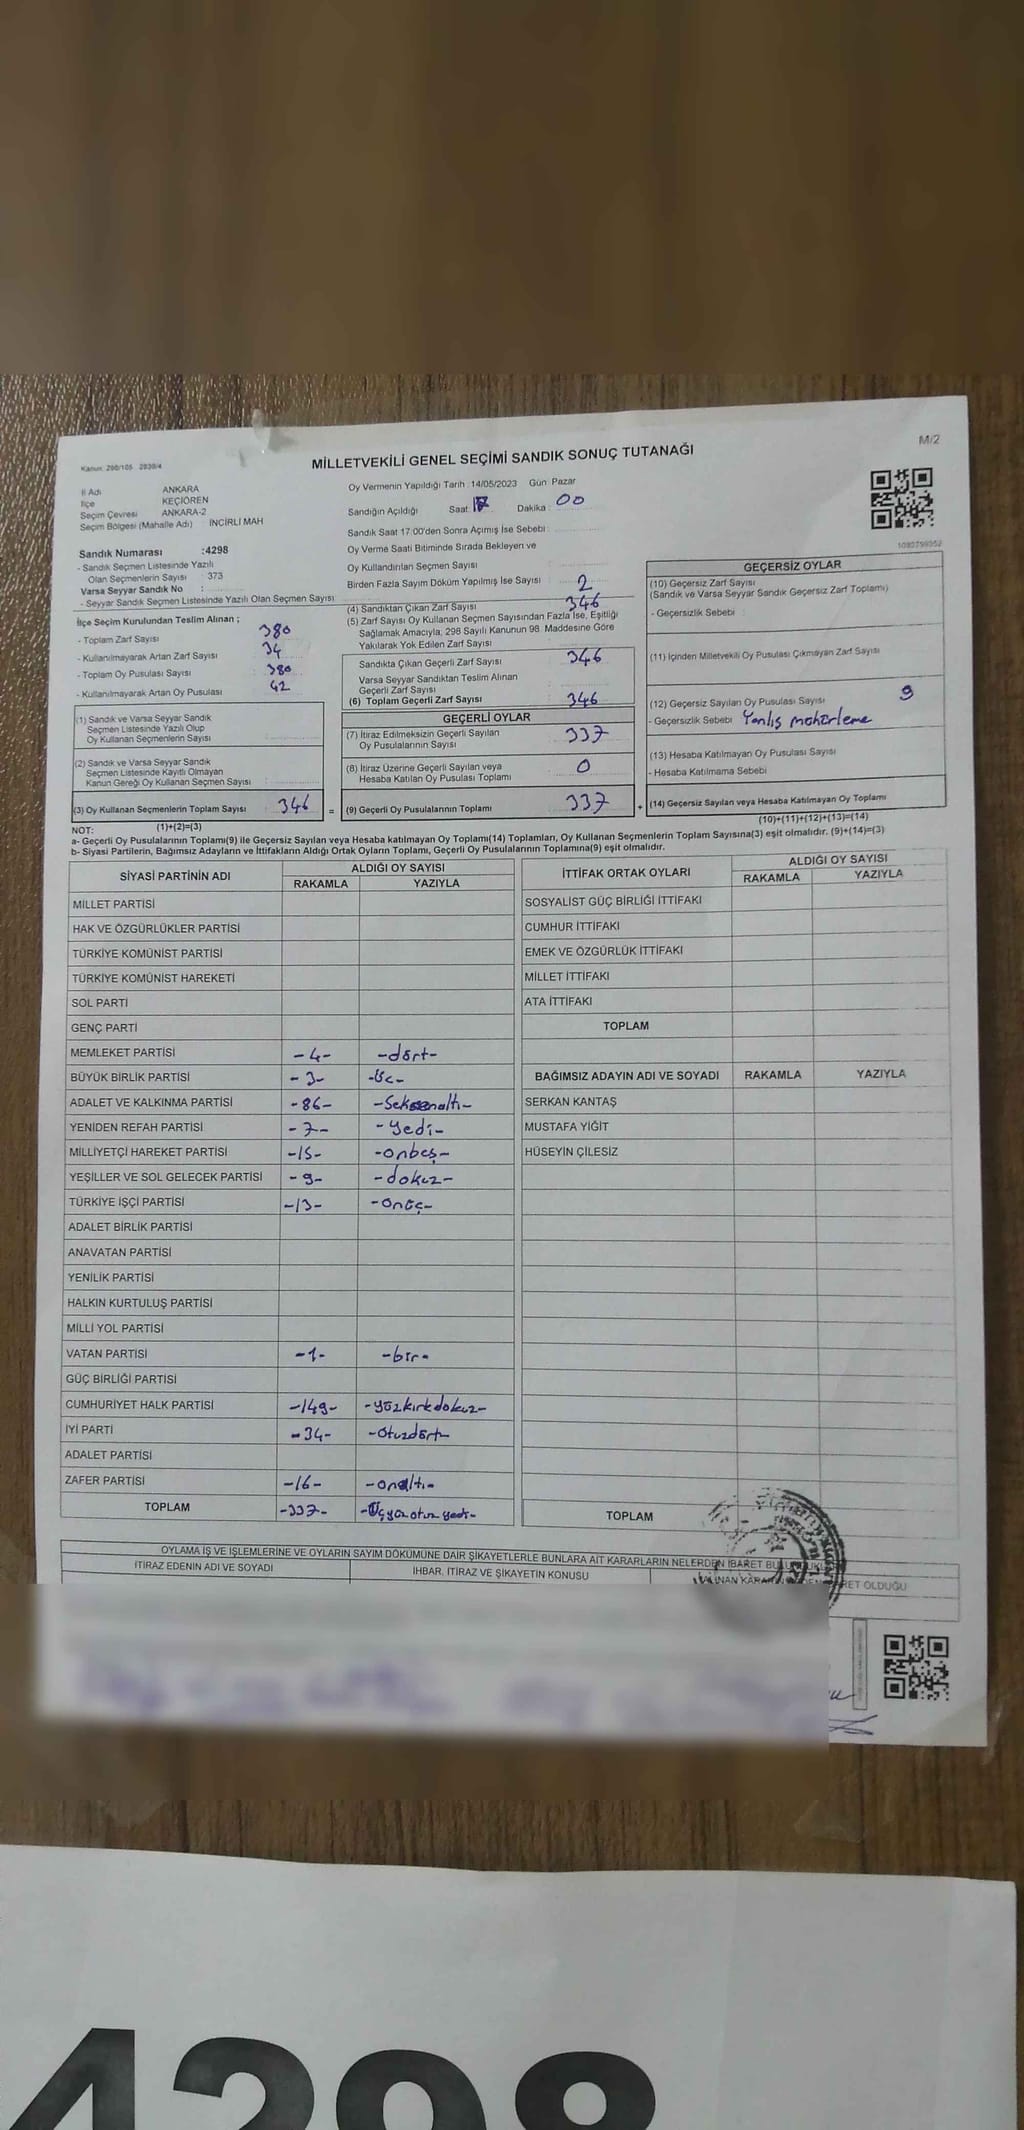 M/2
Kanun: 298/105 2839/4
MİLLETVEKİLİ GENEL SEÇİMİ SANDIK SONUÇ TUTANAĞI
İl Adı ANKARA
İlçe KEÇİÖREN
Seçim Çevresi ANKARA-2
Seçim Bölgesi (Mahalle Adı) İNCİRLİ MAH
Sandık Numarası :4298
- Sandık Seçmen Listesinde Yazılı
Olan Seçmenlerin Sayısı 373
Varsa Seyyar Sandık No :
- Seyyar Sandık Seçmen Listesinde Yazılı Olan Seçmen Sayısı
Oy Vermenin Yapıldığı Tarih :14/05/2023 Gün: Pazar
Sandığın Açıldığı Saat: 17 Dakika: 00
Sandık Saat 17:00'den Sonra Açımış İse Sebebi:
Oy Verme Saati Bitiminde Sırada Bekleyen ve
Oy Kullandırılan Seçmen Sayısı
Birden Fazla Sayım Döküm Yapılmış İse Sayısı 2
İlçe Seçim Kurulundan Teslim Alınan ;
- Toplam Zarf Sayısı 380
- Kullanılmayarak Artan Zarf Sayısı 34
- Toplam Oy Pusulası Sayısı 380
- Kullanılmayarak Artan Oy Pusulası 42
(1) Sandık ve Varsa Seyyar Sandık
Seçmen Listesinde Yazılı Olup
Oy Kullanan Seçmenlerin Sayısı
(2) Sandık ve Varsa Seyyar Sandık
Seçmen Listesinde Kayıtlı Olmayan
Kanun Gereği Oy Kullanan Seçmen Sayısı
(3) Oy Kullanan Seçmenlerin Toplam Sayısı 346 =
(1)+(2)=(3)
(4) Sandıktan Çıkan Zarf Sayısı 346
(5) Zarf Sayısı Oy Kullanan Seçmen Sayısından Fazla İse, Eşitliği
Sağlamak Amacıyla; 298 Sayılı Kanunun 98. Maddesine Göre
Yakılarak Yok Edilen Zarf Sayısı
Sandıkta Çıkan Geçerli Zarf Sayısı 346
Varsa Seyyar Sandıktan Teslim Alınan
Geçerli Zarf Sayısı
(6) Toplam Geçerli Zarf Sayısı 346
GEÇERLİ OYLAR
(7) İtiraz Edilmeksizin Geçerli Sayılan
Oy Pusulalarının Sayısı 337
(8) İtiraz Üzerine Geçerli Sayılan veya
Hesaba Katılan Oy Pusulası Toplamı 0
(9) Geçerli Oy Pusulalarının Toplamı 337 +
1082799352
GEÇERSİZ OYLAR
(10) Geçersiz Zarf Sayısı
(Sandık ve Varsa Seyyar Sandık Geçersiz Zarf Toplamı)
- Geçersizlik Sebebi :
(11) İçinden Milletvekili Oy Pusulası Çıkmayan Zarf Sayısı
(12) Geçersiz Sayılan Oy Pusulası Sayısı 9
- Geçersizlik Sebebi Yanlış mühürleme
(13) Hesaba Katılmayan Oy Pusulası Sayısı
- Hesaba Katılmama Sebebi
(14) Geçersiz Sayılan veya Hesaba Katılmayan Oy Toplamı
(10)+(11)+(12)+(13)=(14)
NOT:
a- Geçerli Oy Pusulalarının Toplamı(9) ile Geçersiz Sayılan veya Hesaba katılmayan Oy Toplamı(14) Toplamları, Oy Kullanan Seçmenlerin Toplam Sayısına(3) eşit olmalıdır. (9)+(14)=(3)
b- Siyasi Partilerin, Bağımsız Adayların ve İttifakların Aldığı Ortak Oyların Toplamı, Geçerli Oy Pusulalarının Toplamına(9) eşit olmalıdır.
SİYASİ PARTİNİN ADI ALDIĞI OY SAYISI
RAKAMLA YAZIYLA
MİLLET PARTİSİ
HAK VE ÖZGÜRLÜKLER PARTİSİ
TÜRKİYE KOMÜNİST PARTİSİ
TÜRKİYE KOMÜNİST HAREKETİ
SOL PARTİ
GENÇ PARTİ
MEMLEKET PARTİSİ -4- -dört-
BÜYÜK BİRLİK PARTİSİ -3- -üç-
ADALET VE KALKINMA PARTİSİ -86- -Seksenaltı-
YENİDEN REFAH PARTİSİ -7- -yedi-
MİLLİYETÇİ HAREKET PARTİSİ -15- -onbeş-
YEŞİLLER VE SOL GELECEK PARTİSİ -9- -dokuz-
TÜRKİYE İŞÇİ PARTİSİ -13- -onüç-
ADALET BİRLİK PARTİSİ
ANAVATAN PARTİSİ
YENİLİK PARTİSİ
HALKIN KURTULUŞ PARTİSİ
MİLLİ YOL PARTİSİ
VATAN PARTİSİ -1- -bir-
GÜÇ BİRLİĞİ PARTİSİ
CUMHURİYET HALK PARTİSİ -149- -yüzkırkdokuz-
İYİ PARTİ -34- -otuzdört-
ADALET PARTİSİ
ZAFER PARTİSİ -16- -onaltı-
TOPLAM -337- -Üçyüzotuzyedi-
İTTİFAK ORTAK OYLARI ALDIĞI OY SAYISI
RAKAMLA YAZIYLA
SOSYALİST GÜÇ BİRLİĞİ İTTİFAKI
CUMHUR İTTİFAKI
EMEK VE ÖZGÜRLÜK İTTİFAKI
MİLLET İTTİFAKI
ATA İTTİFAKI
TOPLAM
BAĞIMSIZ ADAYIN ADI VE SOYADI RAKAMLA YAZIYLA
SERKAN KANTAŞ
MUSTAFA YİĞİT
HÜSEYİN ÇİLESİZ
TOPLAM
OYLAMA İŞ VE İŞLEMLERİNE VE OYLARIN SAYIM DÖKÜMÜNE DAİR ŞİKAYETLERLE BUNLARA AİT KARARLARIN NELERDEN İBARET
İTİRAZ EDENİN ADI VE SOYADI İHBAR, İTİRAZ VE ŞİKAYETİN KONUSU OLDUĞU
4298